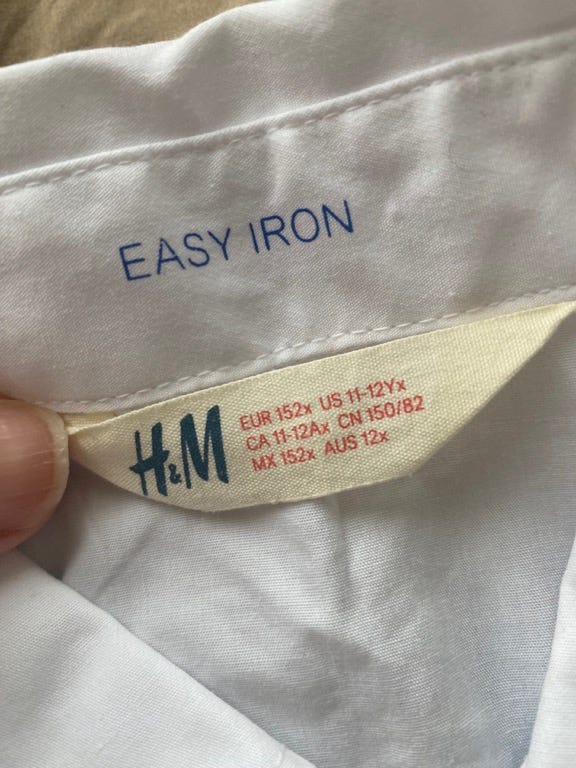 EASY IRON
H&M
EUR 152x US 11-12Yx
CA 11-12Ax CN 150/82
MX 152x AUS 12x